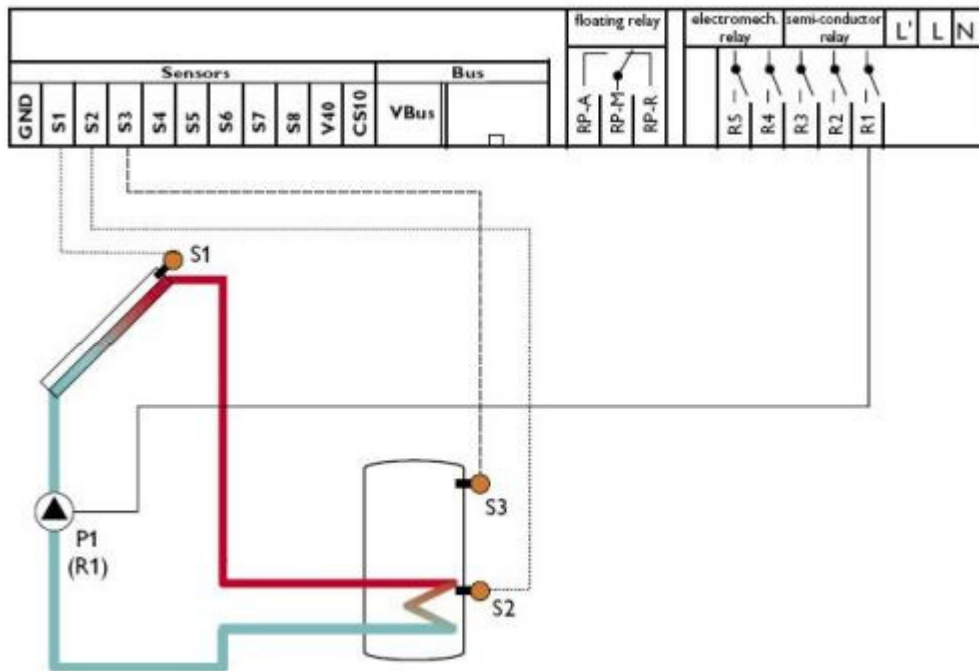 floating relay
electromech. relay
semi-conductor relay
L'
L
N
Sensors
Bus
GND
S1
S2
S3
S4
S5
S6
S7
S8
V40
CS10
VBus
RP-A
RP-M
RP-R
R5
R4
R3
R2
R1
S1
S3
P1
(R1)
S2